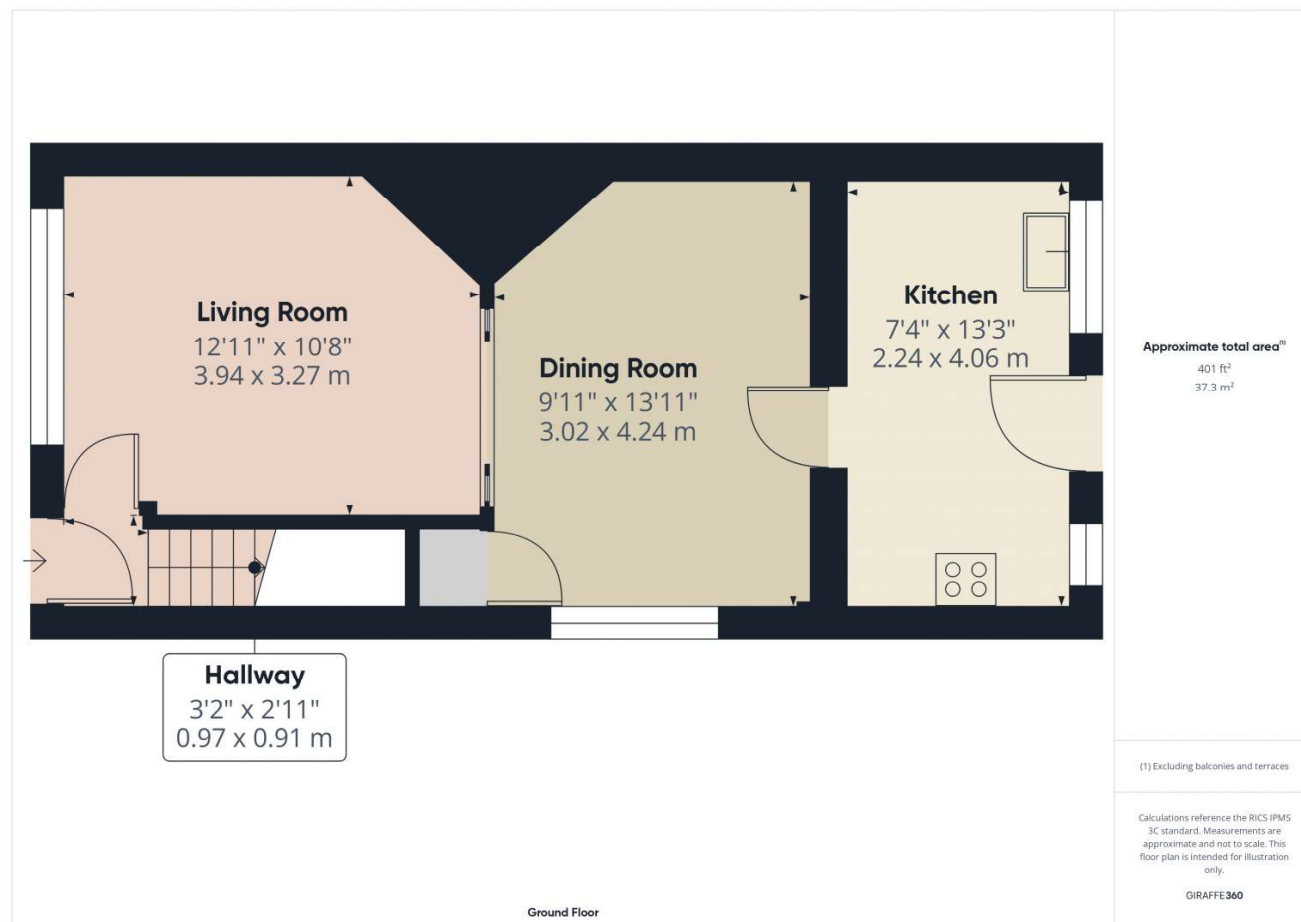 Living Room
12'11" x 10'8"
3.94 x 3.27 m
Dining Room
9'11" x 13'11"
3.02 x 4.24 m
Kitchen
7'4" x 13'3"
2.24 x 4.06 m
Hallway
3'2" x 2'11"
0.97 x 0.91 m
Ground Floor
Approximate total area⁽¹⁾
401 ft²
37.3 m²
(1) Excluding balconies and terraces
Calculations reference the RICS IPMS
3C standard. Measurements are
approximate and not to scale. This
floor plan is intended for illustration
only.
GIRAFFE360